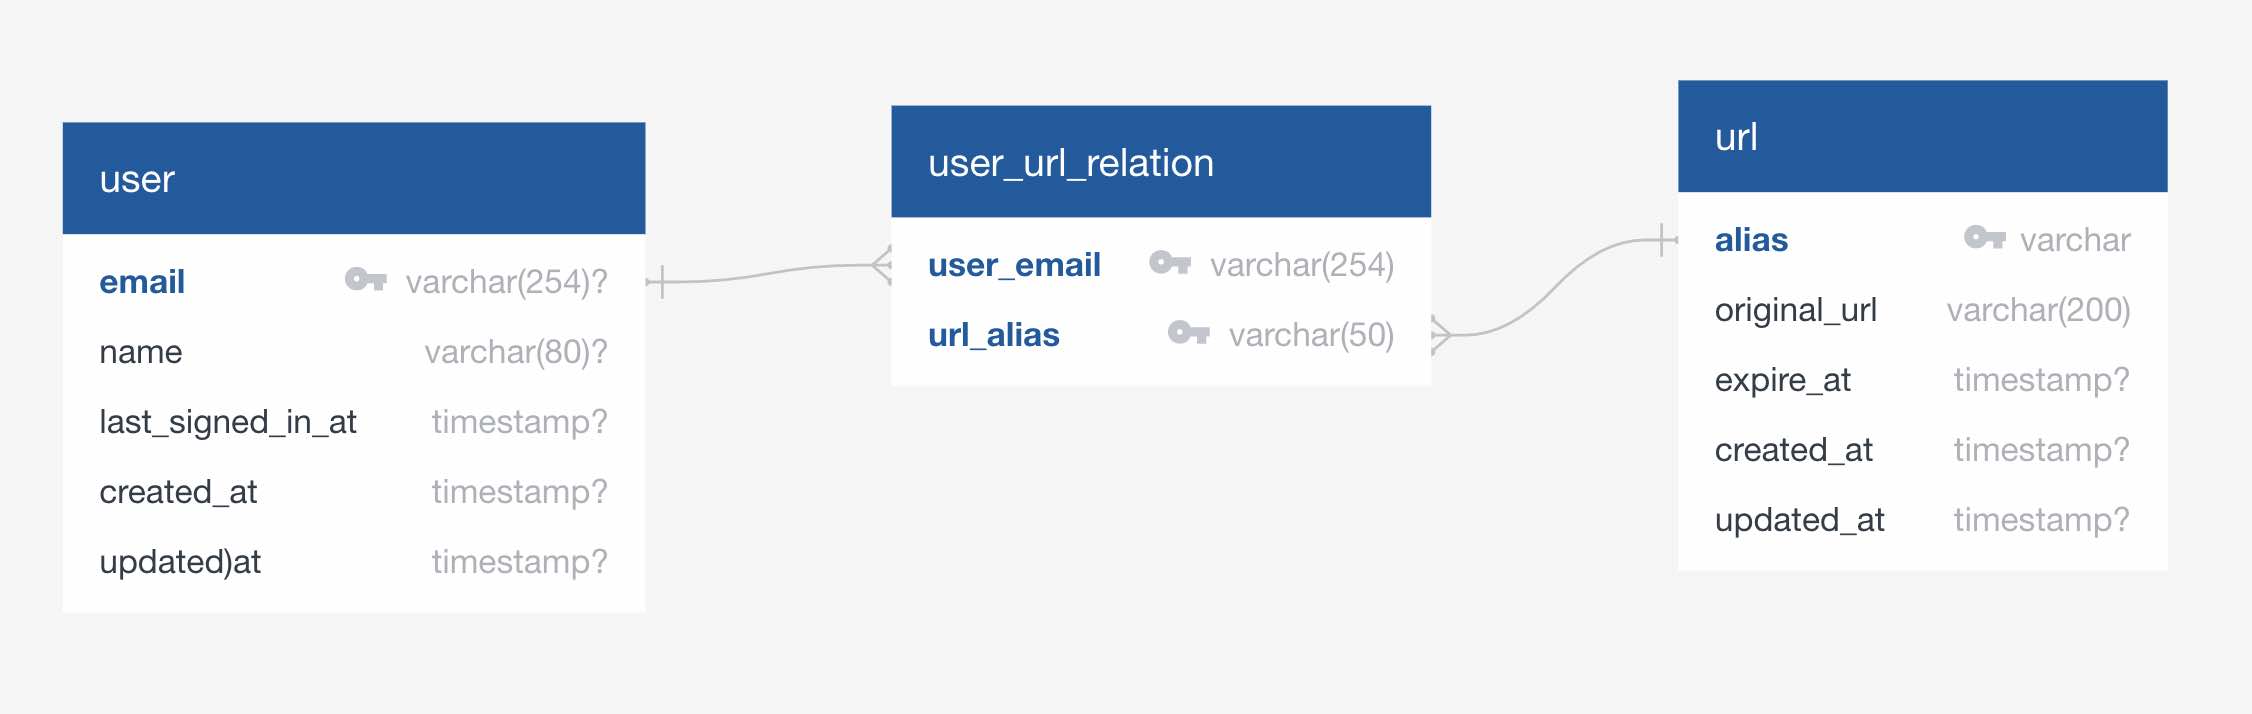 user
email varchar(254)?
name varchar(80)?
last_signed_in_at timestamp?
created_at timestamp?
updated)at timestamp?
user_url_relation
user_email varchar(254)
url_alias varchar(50)
url
alias varchar
original_url varchar(200)
expire_at timestamp?
created_at timestamp?
updated_at timestamp?